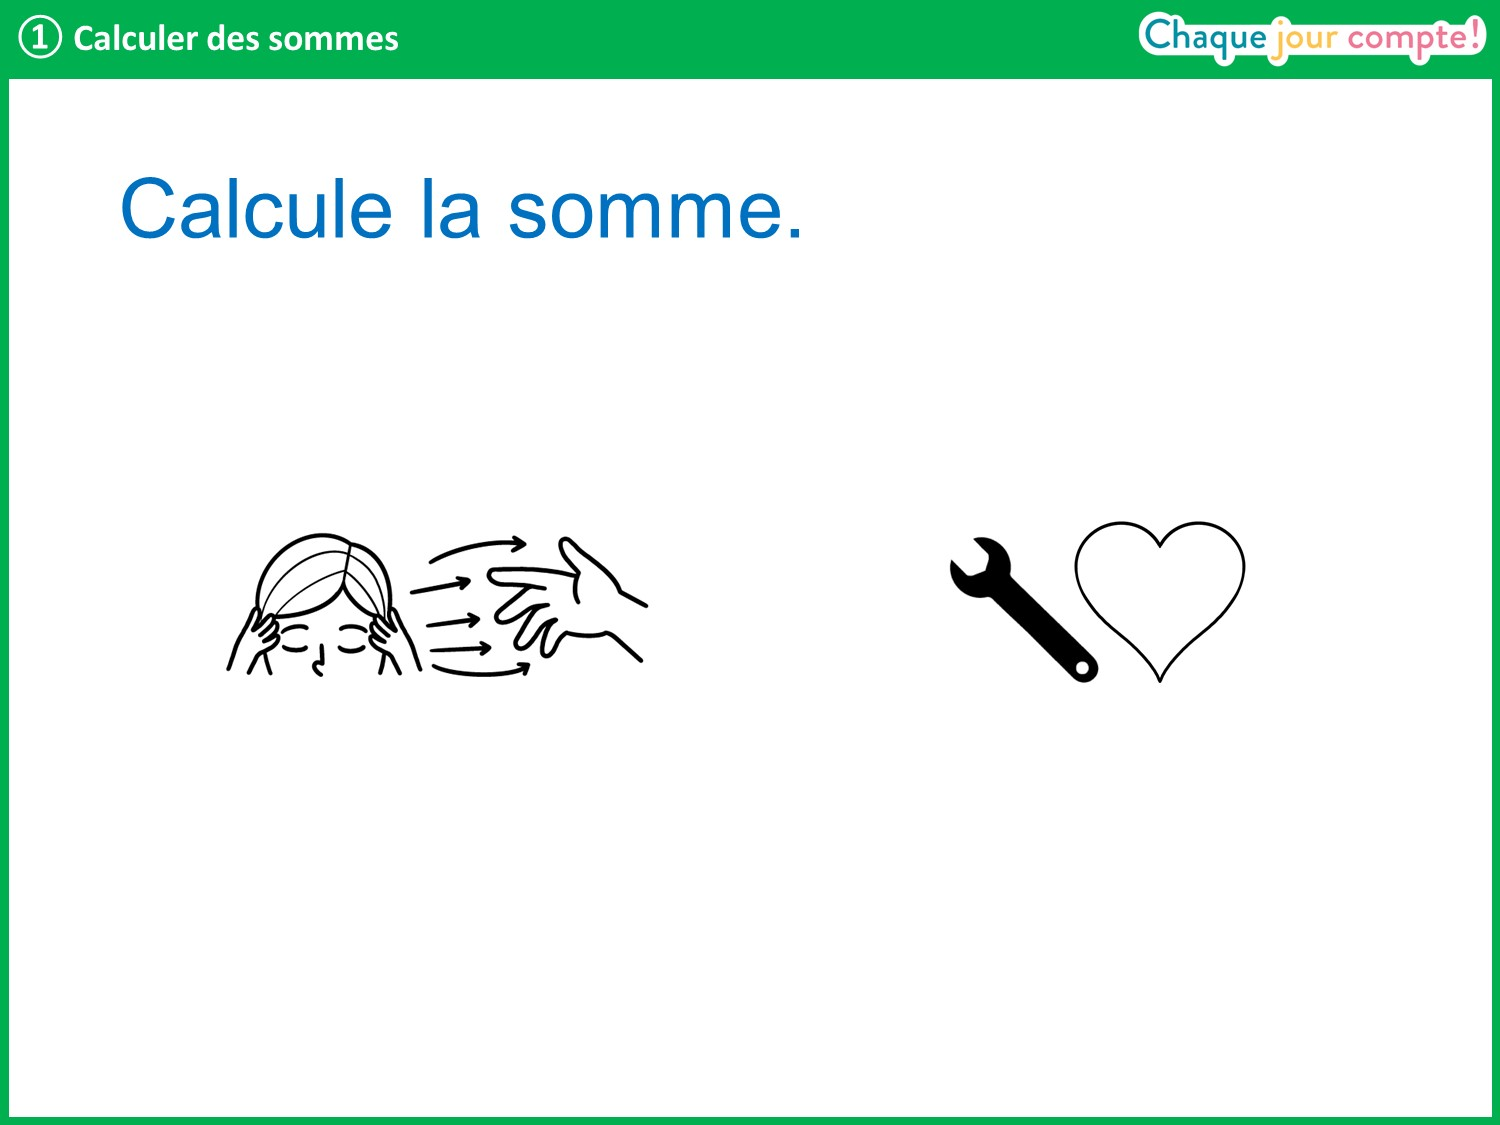 ① Calculer des sommes
Chaque jour compte!
Calcule la somme.